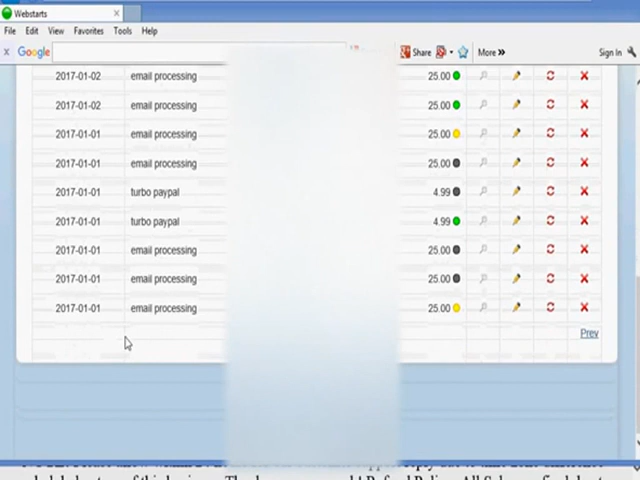 Webstarts
File Edit View Favorites Tools Help
Google Share More » Sign In
2017-01-02 email processing 25.00
2017-01-02 email processing 25.00
2017-01-01 email processing 25.00
2017-01-01 email processing 25.00
2017-01-01 turbo paypal 4.99
2017-01-01 turbo paypal 4.99
2017-01-01 email processing 25.00
2017-01-01 email processing 25.00
2017-01-01 email processing 25.00
Prev